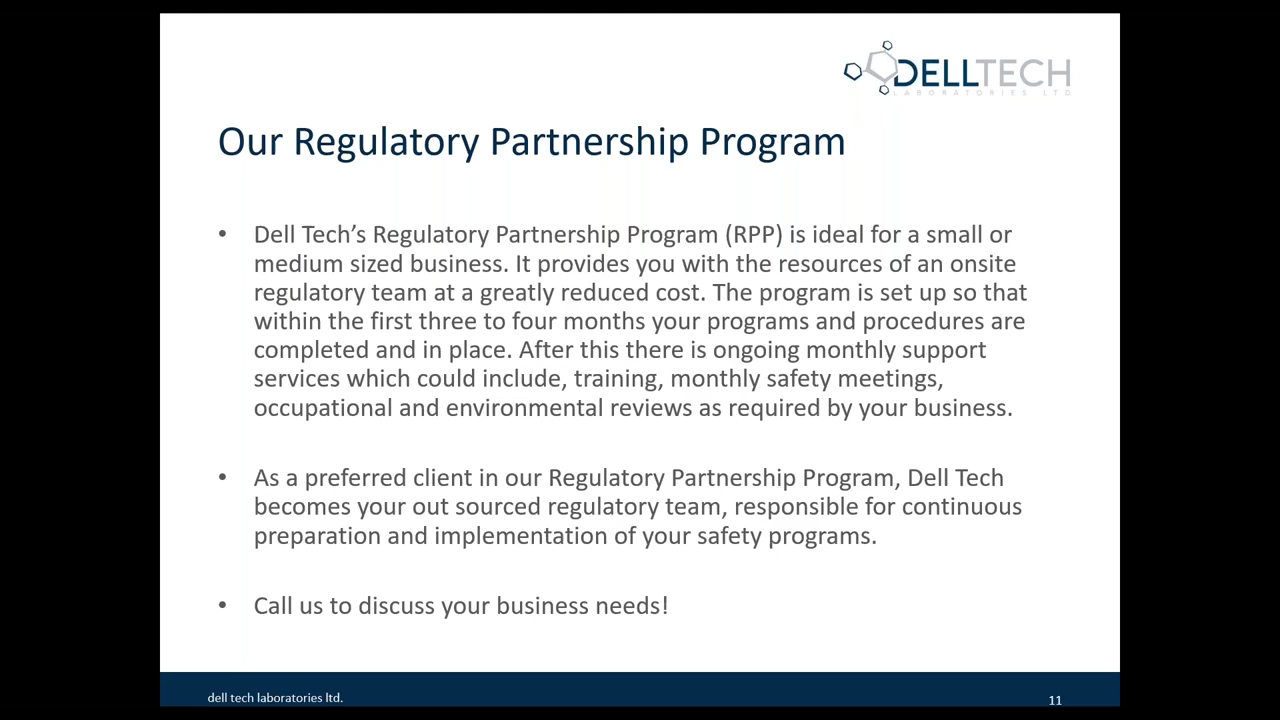 DELLTECH
LABORATORIES LTD
Our Regulatory Partnership Program
• Dell Tech’s Regulatory Partnership Program (RPP) is ideal for a small or
medium sized business. It provides you with the resources of an onsite
regulatory team at a greatly reduced cost. The program is set up so that
within the first three to four months your programs and procedures are
completed and in place. After this there is ongoing monthly support
services which could include, training, monthly safety meetings,
occupational and environmental reviews as required by your business.
• As a preferred client in our Regulatory Partnership Program, Dell Tech
becomes your out sourced regulatory team, responsible for continuous
preparation and implementation of your safety programs.
• Call us to discuss your business needs!
dell tech laboratories ltd.
11